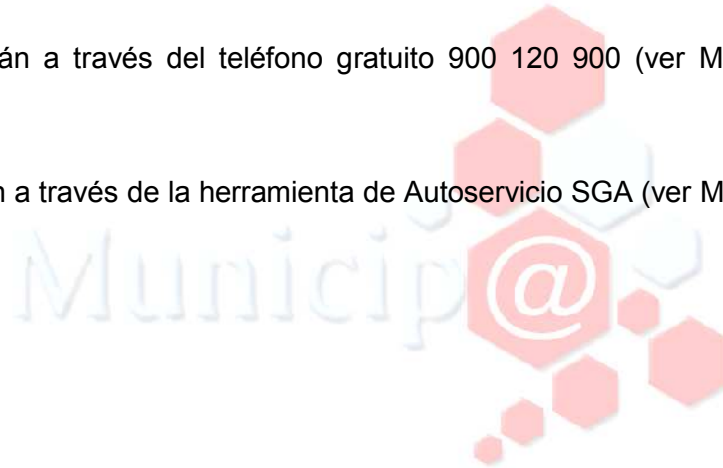 án a través del teléfono gratuito 900 120 900 (ver M
n a través de la herramienta de Autoservicio SGA (ver M
Municip@